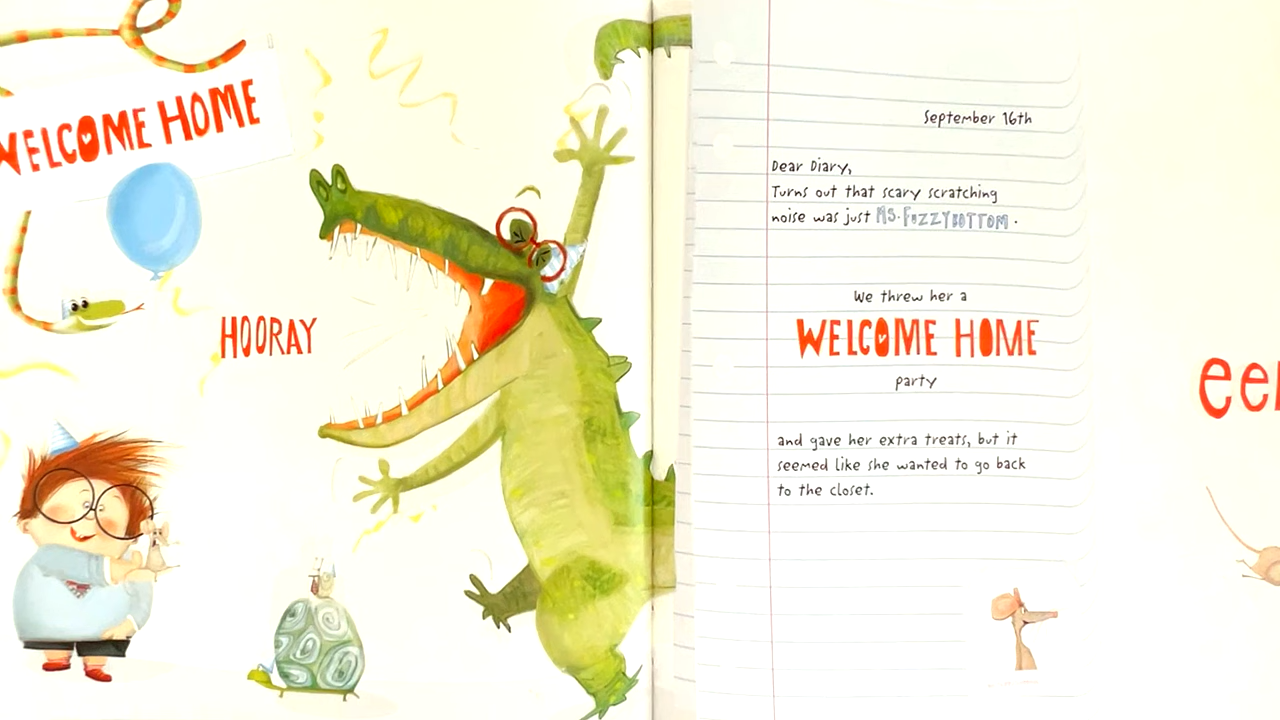 WELCOME HOME
HOORAY
September 16th
Dear Diary,
Turns out that scary scratching
noise was just MS. FUZZYBOTTOM.
We threw her a
WELCOME HOME
party
and gave her extra treats, but it
seemed like she wanted to go back
to the closet.